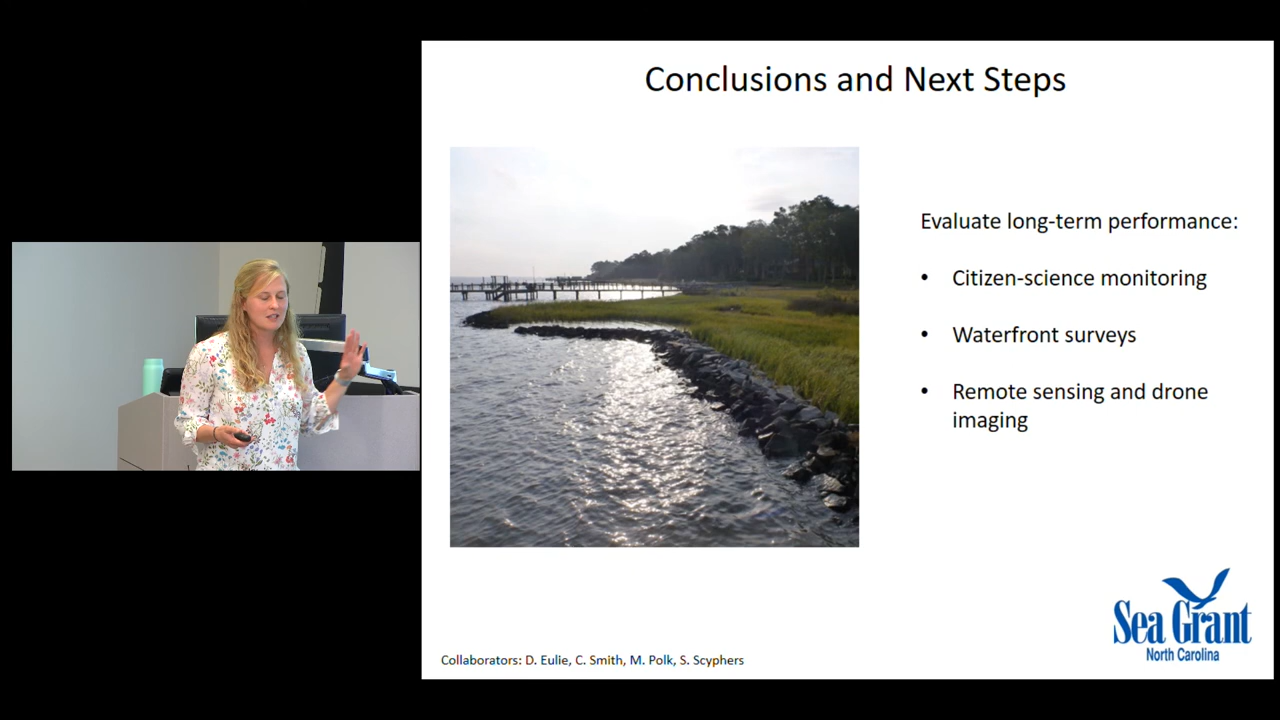 Conclusions and Next Steps
Evaluate long-term performance:
• Citizen-science monitoring
• Waterfront surveys
• Remote sensing and drone
imaging
Sea Grant
North Carolina
Collaborators: D. Eulie, C. Smith, M. Polk, S. Scyphers